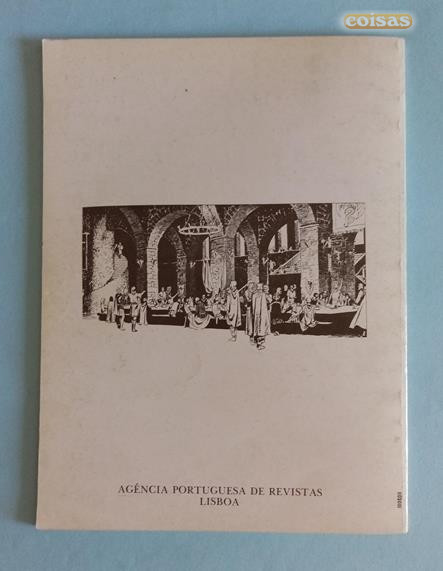 coisas
AGÊNCIA PORTUGUESA DE REVISTAS
LISBOA